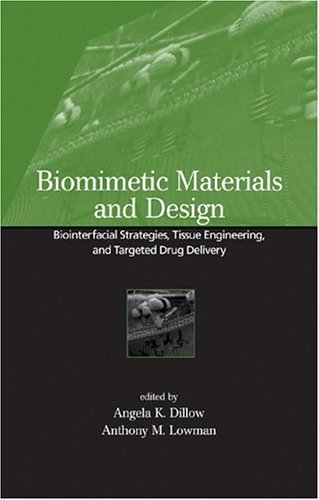 Biomimetic Materials
and Design
Biointerfacial Strategies, Tissue Engineering,
and Targeted Drug Delivery
edited by
Angela K. Dillow
Anthony M. Lowman